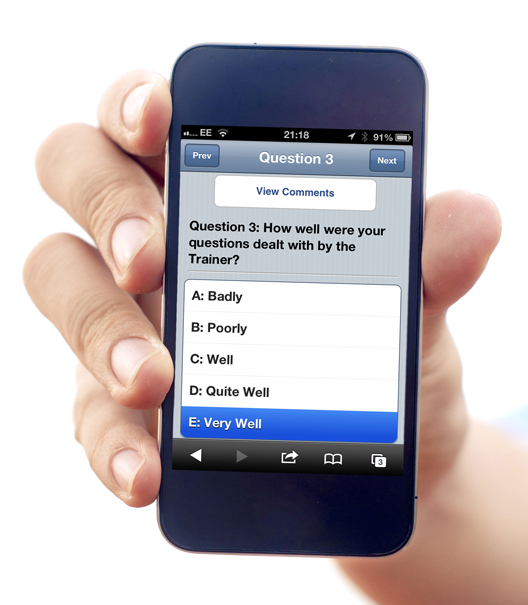 EE 21:18 91%
Prev Question 3 Next
View Comments
Question 3: How well were your
questions dealt with by the
Trainer?
A: Badly
B: Poorly
C: Well
D: Quite Well
E: Very Well
3